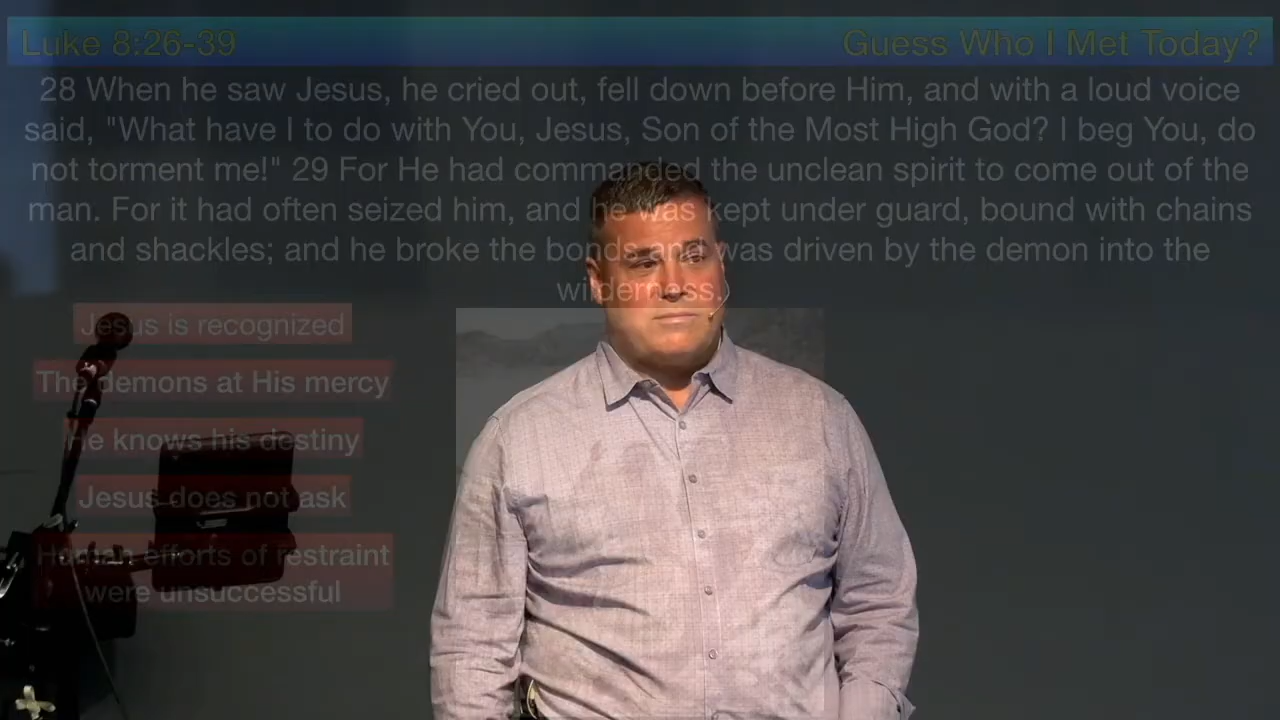 Luke 8:26-39
Guess Who I Met Today?
28 When he saw Jesus, he cried out, fell down before Him, and with a loud voice
said, "What have I to do with You, Jesus, Son of the Most High God? I beg You, do
not torment me!" 29 For He had commanded the unclean spirit to come out of the
man. For it had often seized him, and kept under guard, bound with chains
and shackles; and he broke the was driven by the demon into the
wilderness
Jesus is recognized
The demons at His mercy
He knows his destiny
Jesus does not ask
Human efforts of restraint
were unsuccessful